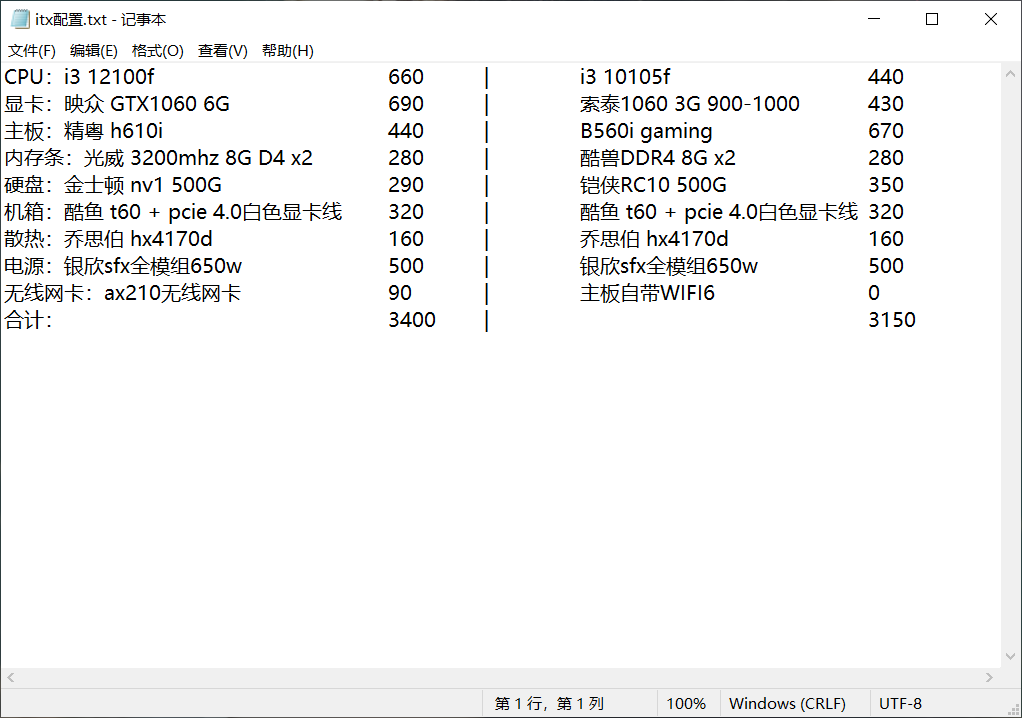 itx配置.txt - 记事本
文件(F) 编辑(E) 格式(O) 查看(V) 帮助(H)
CPU：i3 12100f 660 | i3 10105f 440
显卡：映众 GTX1060 6G 690 | 索泰1060 3G 900-1000 430
主板：精粤 h610i 440 | B560i gaming 670
内存条：光威 3200mhz 8G D4 x2 280 | 酷兽DDR4 8G x2 280
硬盘：金士顿 nv1 500G 290 | 铠侠RC10 500G 350
机箱：酷鱼 t60 + pcie 4.0白色显卡线 320 | 酷鱼 t60 + pcie 4.0白色显卡线 320
散热：乔思伯 hx4170d 160 | 乔思伯 hx4170d 160
电源：银欣sfx全模组650w 500 | 银欣sfx全模组650w 500
无线网卡：ax210无线网卡 90 | 主板自带WIFI6 0
合计： 3400 | 3150
第 1 行，第 1 列 100% Windows (CRLF) UTF-8